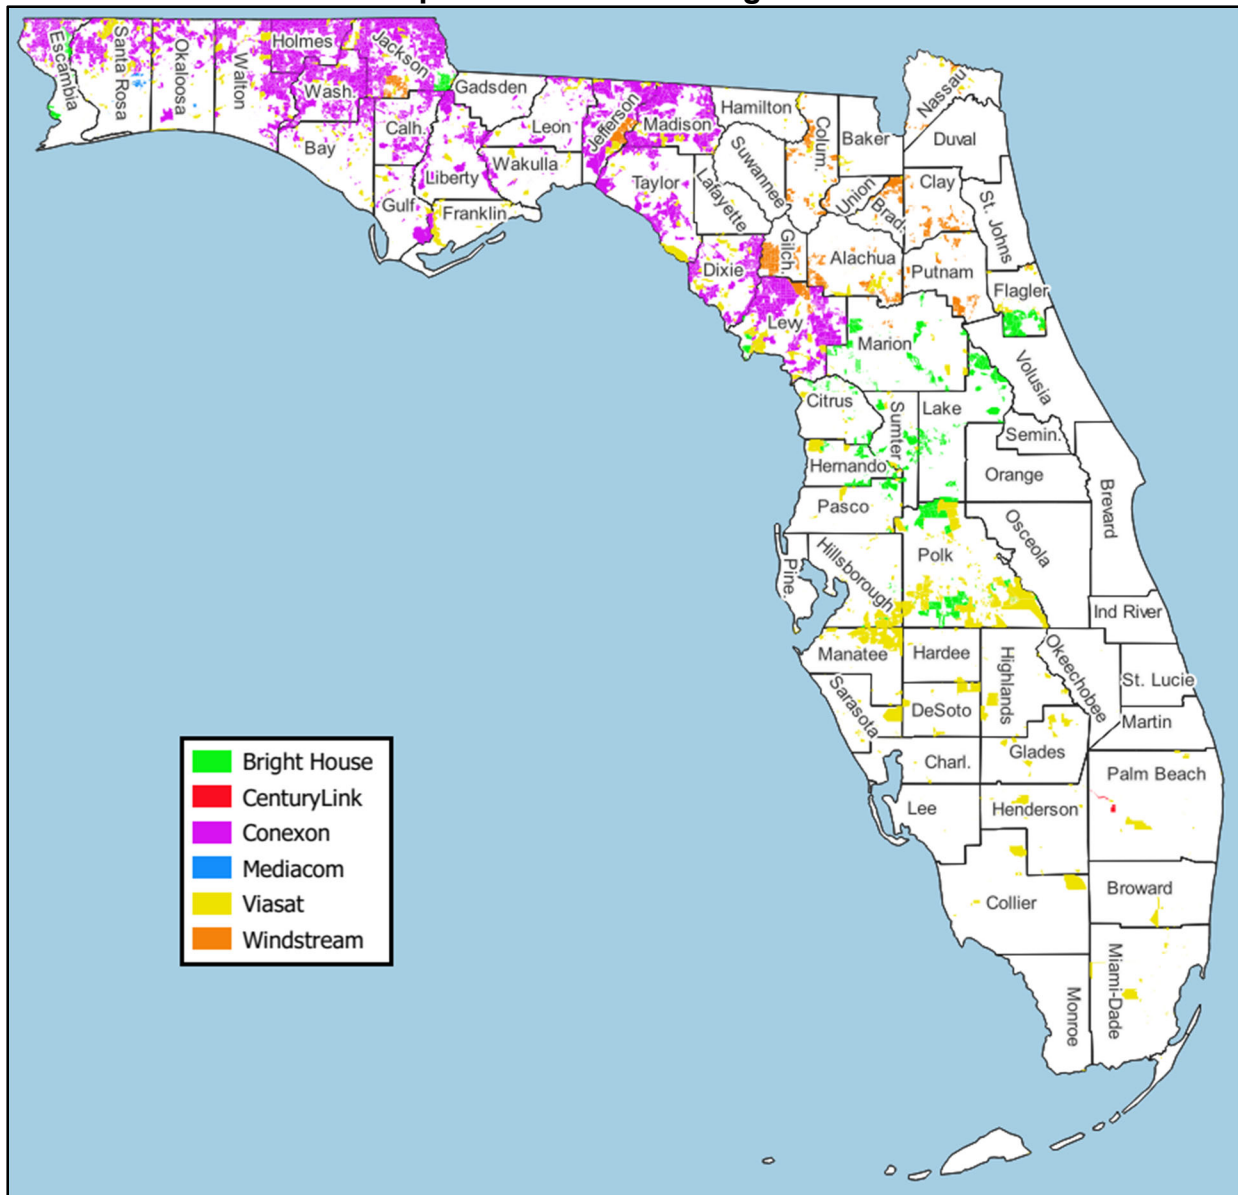 Escambia
Santa Rosa
Okaloosa
Walton
Holmes
Wash.
Jackson
Bay
Calh.
Gulf
Liberty
Gadsden
Franklin
Leon
Wakulla
Jefferson
Madison
Taylor
Hamilton
Suwannee
Lafayette
Dixie
Colum.
Gilch.
Levy
Baker
Union
Brad.
Alachua
Nassau
Duval
Clay
St. Johns
Putnam
Flagler
Marion
Volusia
Citrus
Sumter
Lake
Semin.
Hernando
Orange
Pasco
Brevard
Osceola
Polk
Hillsborough
Pine.
Ind River
Manatee
Hardee
Highlands
Okeechobee
St. Lucie
Sarasota
DeSoto
Martin
Charl.
Glades
Palm Beach
Lee
Henderson
Collier
Broward
Monroe
Miami-Dade
Bright House
CenturyLink
Conexon
Mediacom
Viasat
Windstream